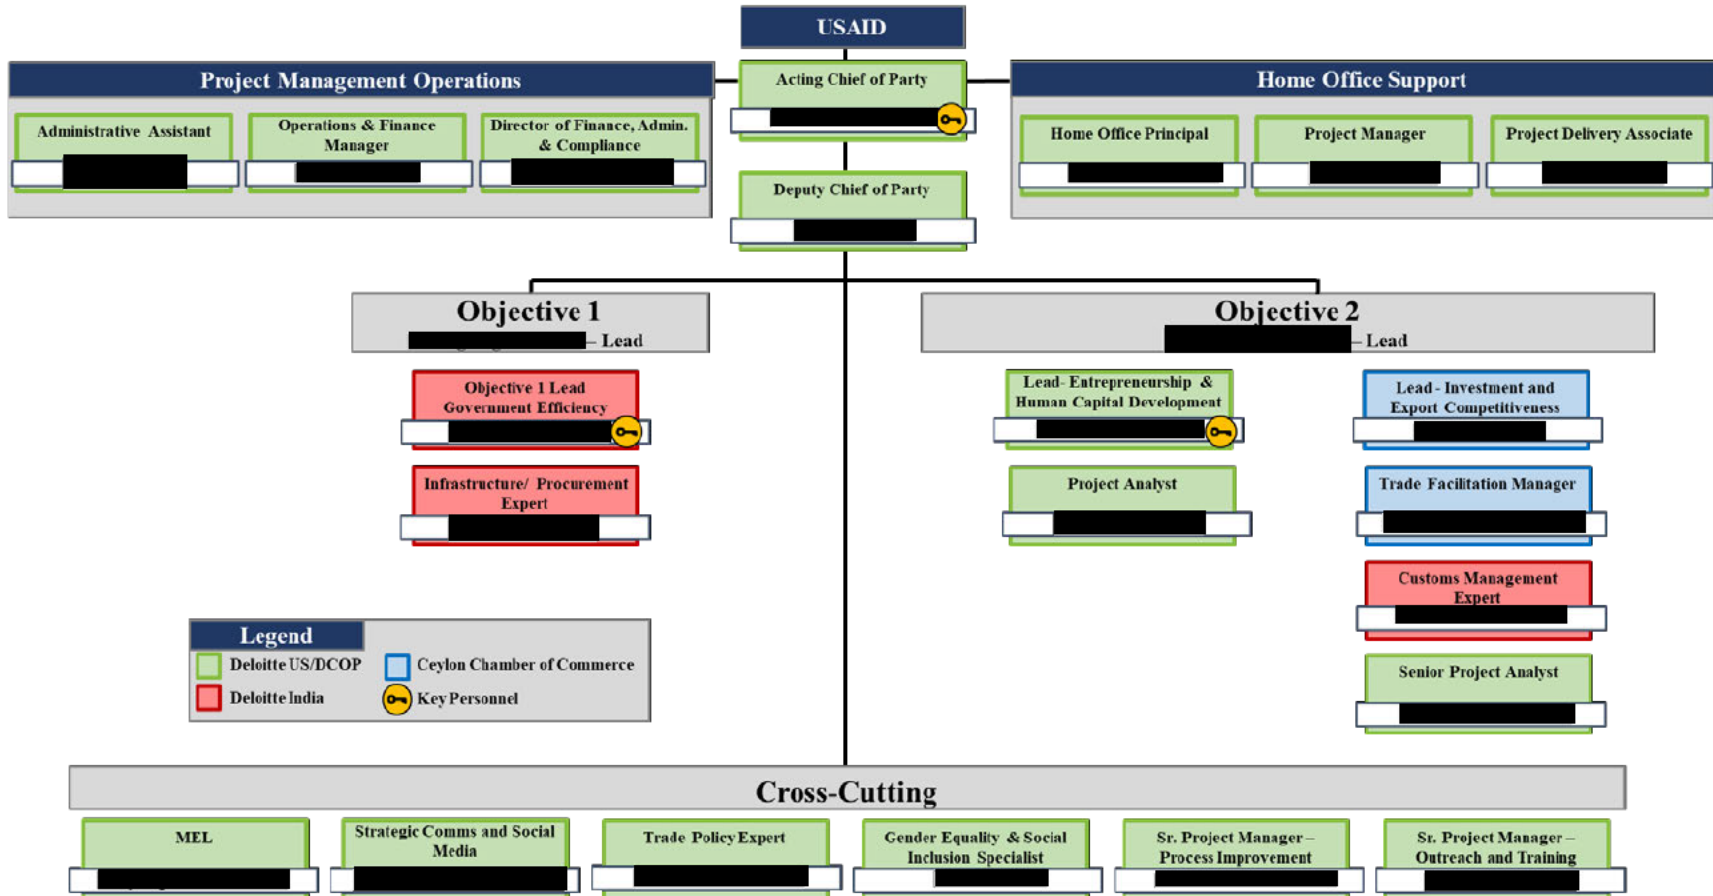 USAID
Project Management Operations
Administrative Assistant
Operations & Finance
Manager
Director of Finance, Admin.
& Compliance
Acting Chief of Party
Deputy Chief of Party
Home Office Support
Home Office Principal
Project Manager
Project Delivery Associate
Objective 1
– Lead
Objective 1 Lead
Government Efficiency
Infrastructure/ Procurement
Expert
Objective 2
– Lead
Lead- Entrepreneurship &
Human Capital Development
Project Analyst
Lead - Investment and
Export Competitiveness
Trade Facilitation Manager
Customs Management
Expert
Senior Project Analyst
Legend
Deloitte US/DCOP
Ceylon Chamber of Commerce
Deloitte India
Key Personnel
Cross-Cutting
MEL
Strategic Comms and Social
Media
Trade Policy Expert
Gender Equality & Social
Inclusion Specialist
Sr. Project Manager –
Process Improvement
Sr. Project Manager –
Outreach and Training